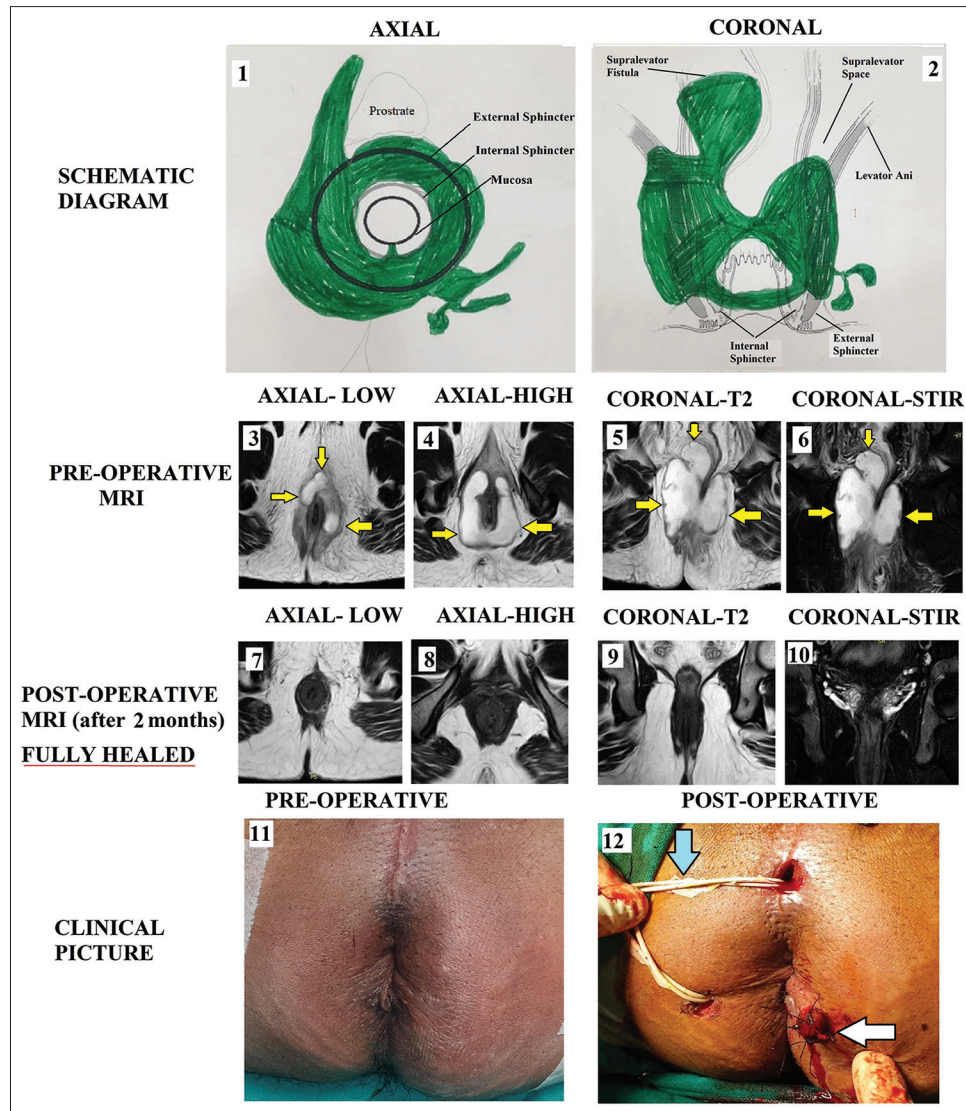 AXIAL
CORONAL
1
Prostrate
External Sphincter
Internal Sphincter
Mucosa
Supralevator
Fistula
Supralevator
Space
2
Levator Ani
Internal
Sphincter
External
Sphincter
SCHEMATIC
DIAGRAM
AXIAL- LOW
AXIAL-HIGH
CORONAL-T2
CORONAL-STIR
PRE-OPERATIVE
MRI
3
4
5
6
AXIAL- LOW
AXIAL-HIGH
CORONAL-T2
CORONAL-STIR
POST-OPERATIVE
MRI (after 2 months)
FULLY HEALED
7
8
9
10
PRE-OPERATIVE
POST-OPERATIVE
CLINICAL
PICTURE
11
12